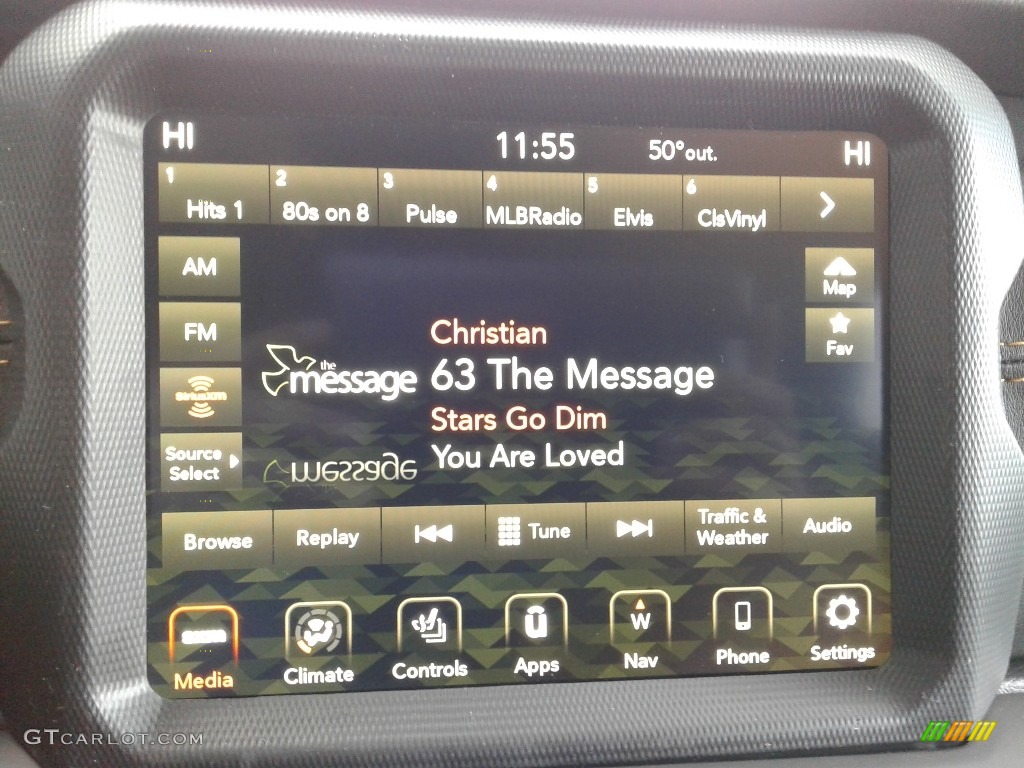 HI 11:55 50°out. HI
1 2 3 4 5 6
Hits 1 80s on 8 Pulse MLBRadio Elvis ClsVinyl
AM
Map
FM
Fav
Christian
the
message 63 The Message
SiriusXM
Stars Go Dim
Source
Select
You Are Loved
message
Browse Replay Tune Traffic &
Weather Audio
W
Media Climate Controls Apps Nav Phone Settings
GTCARLOT.COM